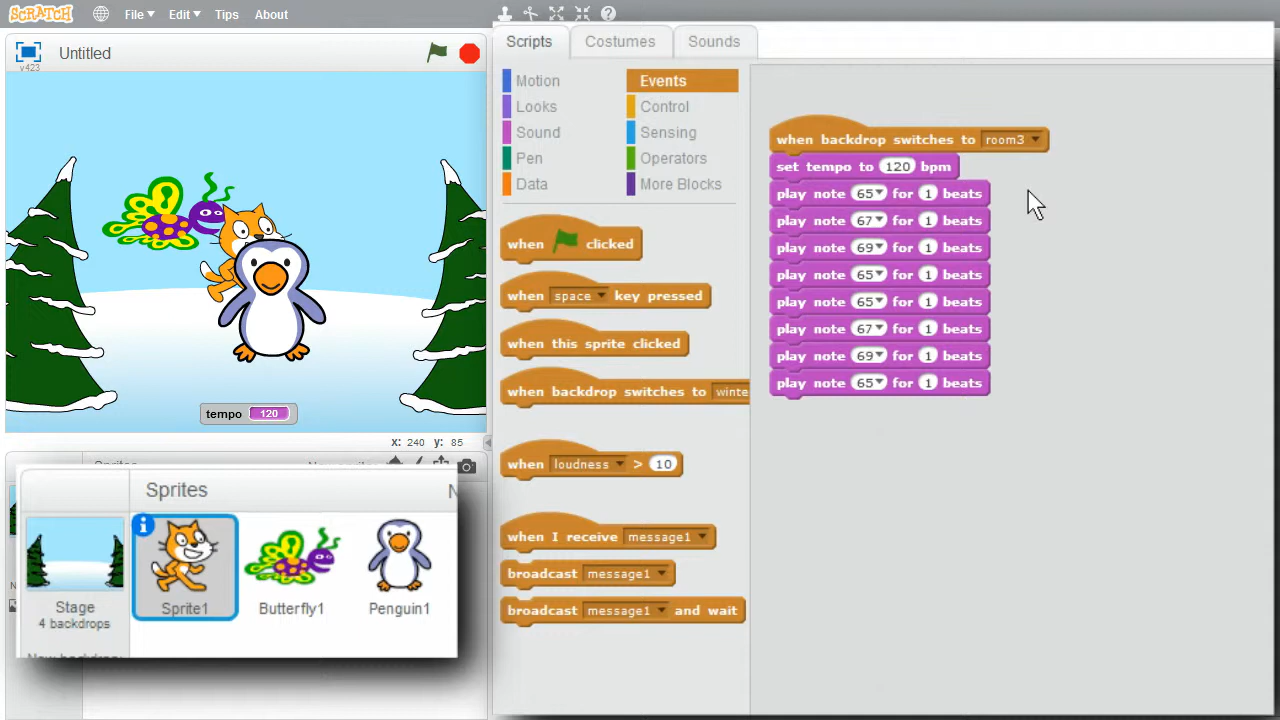 SCRATCH File Edit Tips About
v423 Untitled
tempo 120
x: 240 y: 85
Sprites
Stage
4 backdrops
Sprite1
Butterfly1
Penguin1
Scripts Costumes Sounds
Motion Events
Looks Control
Sound Sensing
Pen Operators
Data More Blocks
when clicked
when space key pressed
when this sprite clicked
when backdrop switches to winte
when loudness > 10
when I receive message1
broadcast message1
broadcast message1 and wait
when backdrop switches to room3
set tempo to 120 bpm
play note 65 for 1 beats
play note 67 for 1 beats
play note 69 for 1 beats
play note 65 for 1 beats
play note 65 for 1 beats
play note 67 for 1 beats
play note 69 for 1 beats
play note 65 for 1 beats